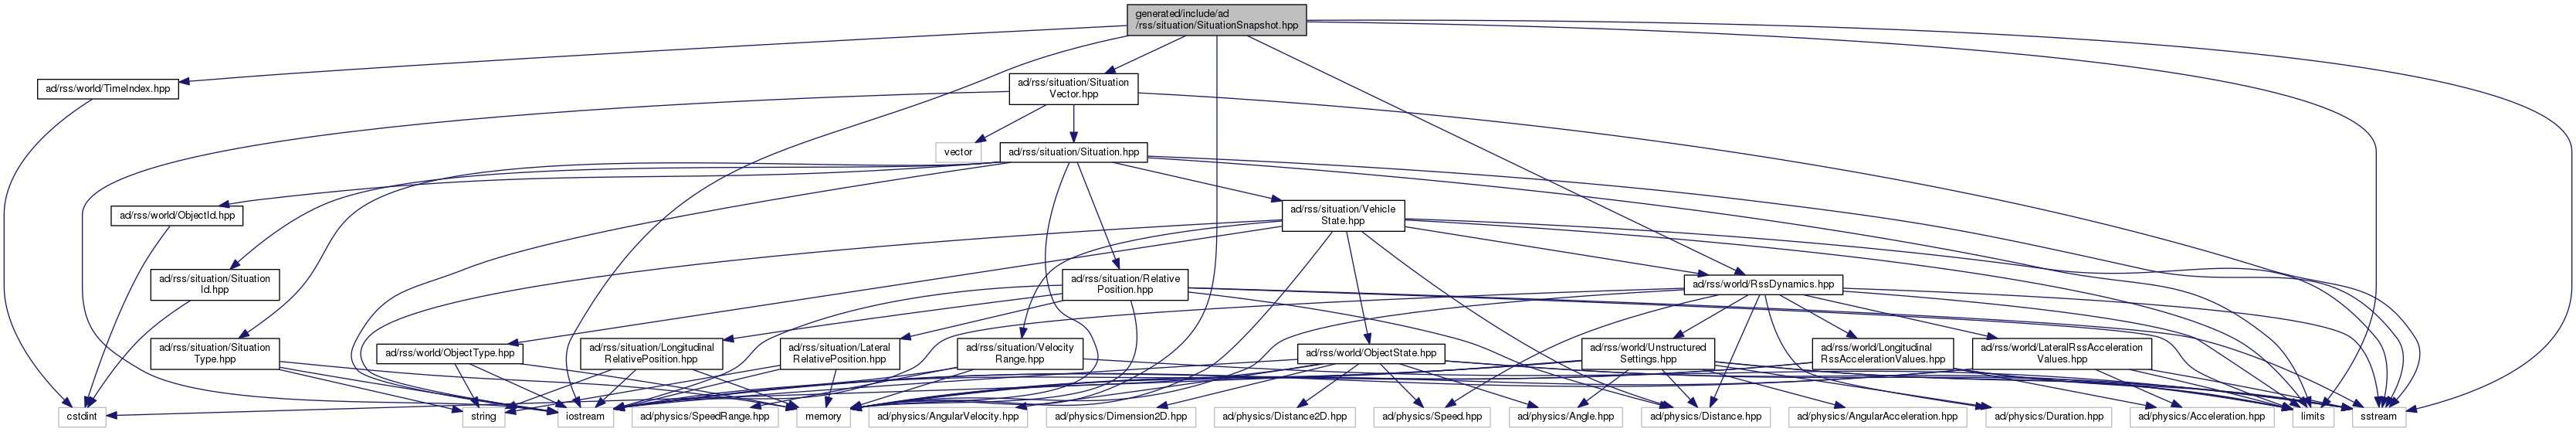 generated/include/ad
/rss/situation/SituationSnapshot.hpp
ad/rss/world/TimeIndex.hpp
ad/rss/situation/Situation
Vector.hpp
vector
ad/rss/situation/Situation.hpp
ad/rss/world/ObjectId.hpp
ad/rss/situation/Vehicle
State.hpp
ad/rss/situation/Situation
Id.hpp
ad/rss/situation/Relative
Position.hpp
ad/rss/world/RssDynamics.hpp
ad/rss/situation/Situation
Type.hpp
ad/rss/world/ObjectType.hpp
ad/rss/situation/Longitudinal
RelativePosition.hpp
ad/rss/situation/Lateral
RelativePosition.hpp
ad/rss/situation/Velocity
Range.hpp
ad/rss/world/ObjectState.hpp
ad/rss/world/Unstructured
Settings.hpp
ad/rss/world/Longitudinal
RssAccelerationValues.hpp
ad/rss/world/LateralRssAcceleration
Values.hpp
cstdint
string
iostream
ad/physics/SpeedRange.hpp
memory
ad/physics/AngularVelocity.hpp
ad/physics/Dimension2D.hpp
ad/physics/Distance2D.hpp
ad/physics/Speed.hpp
ad/physics/Angle.hpp
ad/physics/Distance.hpp
ad/physics/AngularAcceleration.hpp
ad/physics/Duration.hpp
ad/physics/Acceleration.hpp
limits
sstream